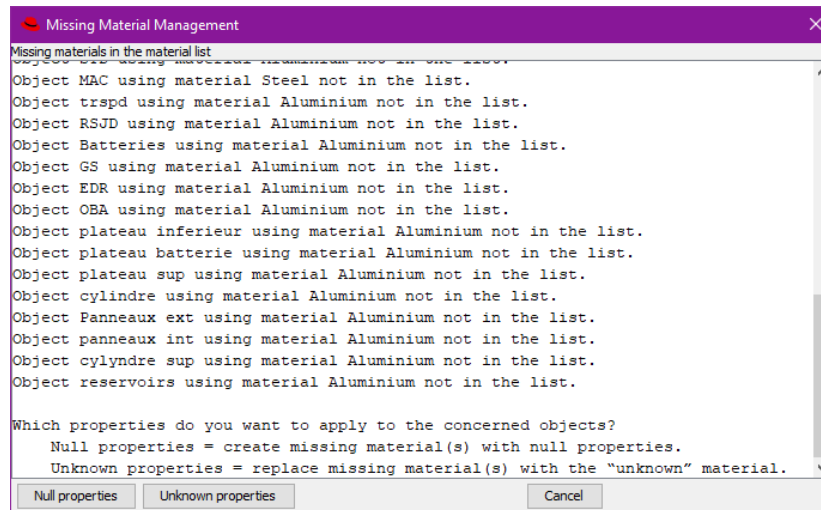 Missing Material Management
Missing materials in the material list
Object MAC using material Steel not in the list.
Object trspd using material Aluminium not in the list.
Object RSJD using material Aluminium not in the list.
Object Batteries using material Aluminium not in the list.
Object GS using material Aluminium not in the list.
Object EDR using material Aluminium not in the list.
Object OBA using material Aluminium not in the list.
Object plateau inferieur using material Aluminium not in the list.
Object plateau batterie using material Aluminium not in the list.
Object plateau sup using material Aluminium not in the list.
Object cylindre using material Aluminium not in the list.
Object Panneaux ext using material Aluminium not in the list.
Object panneaux int using material Aluminium not in the list.
Object cylyndre sup using material Aluminium not in the list.
Object reservoirs using material Aluminium not in the list.
Which properties do you want to apply to the concerned objects?
Null properties = create missing material(s) with null properties.
Unknown properties = replace missing material(s) with the “unknown” material.
Null properties Unknown properties Cancel